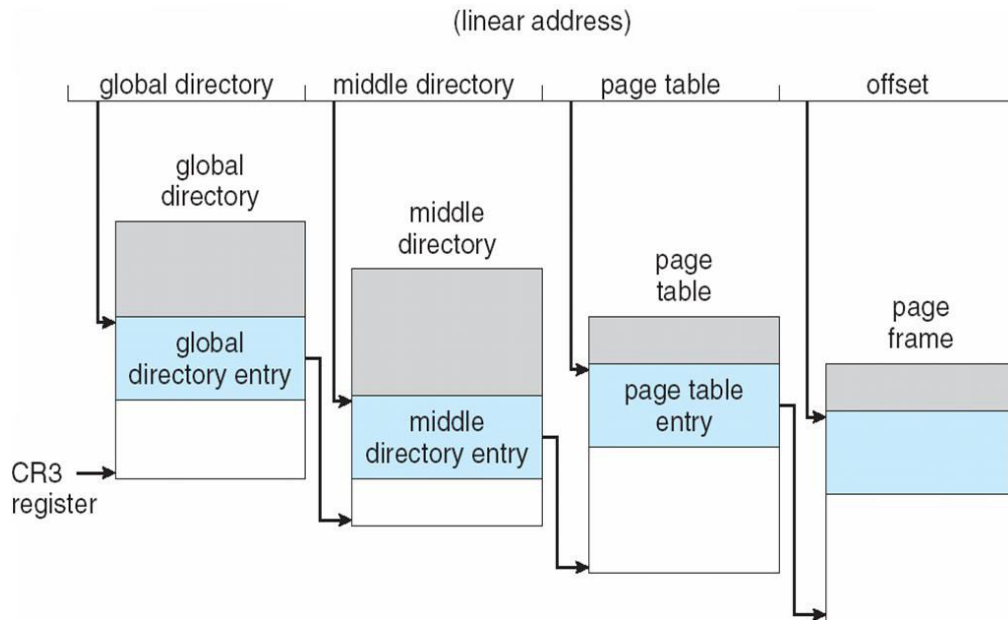 (linear address)
global directory
middle directory
page table
offset
global
directory
middle
directory
page
table
page
frame
global
directory entry
middle
directory entry
page table
entry
CR3
register